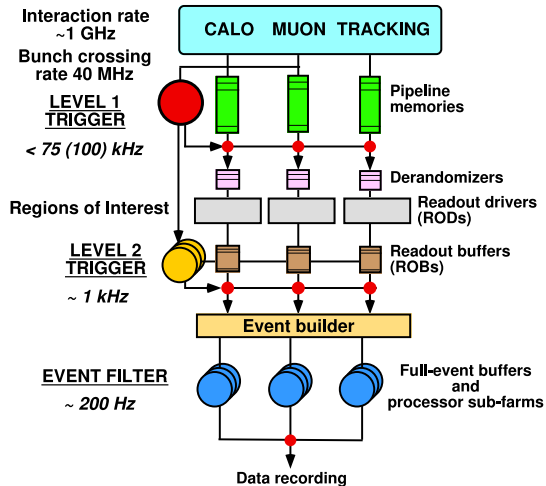 Interaction rate
~1 GHz
CALO MUON TRACKING
Bunch crossing
rate 40 MHz
Pipeline
memories
LEVEL 1
TRIGGER
< 75 (100) kHz
Derandomizers
Regions of Interest
Readout drivers
(RODs)
LEVEL 2
TRIGGER
Readout buffers
(ROBs)
~ 1 kHz
Event builder
EVENT FILTER
~ 200 Hz
Full-event buffers
and
processor sub-farms
Data recording